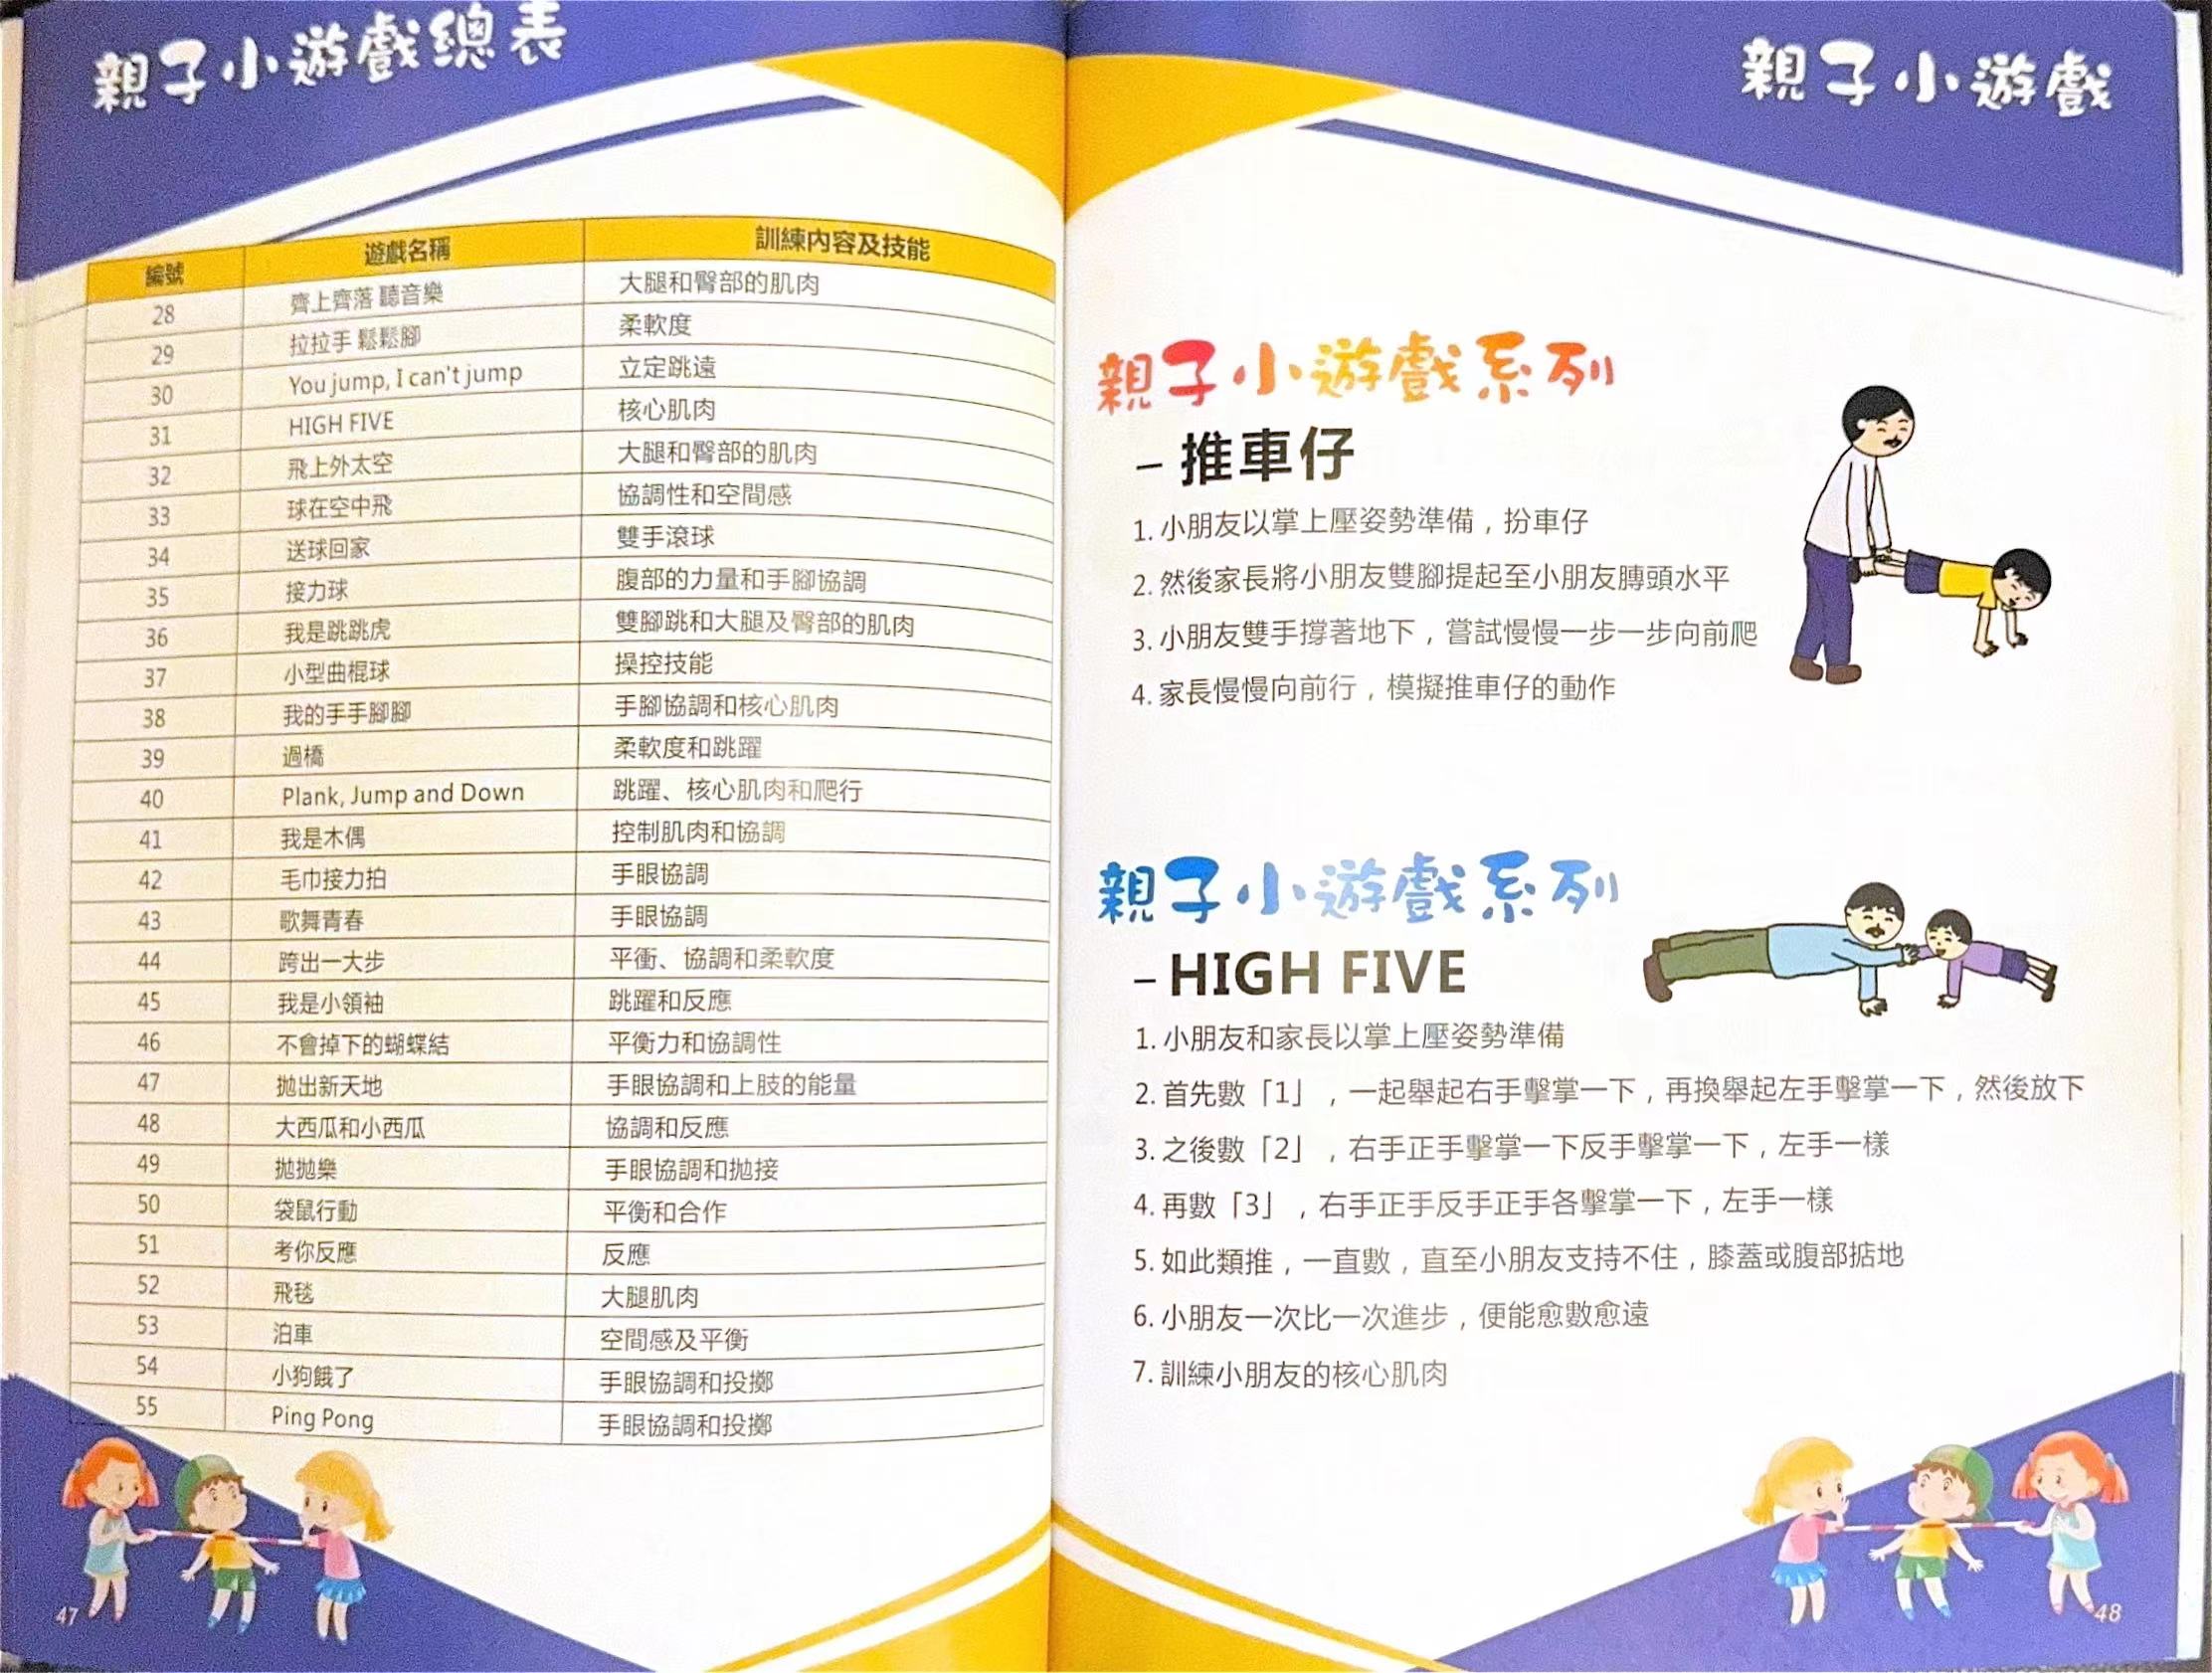 親子小遊戲總表
編號 遊戲名稱 訓練內容及技能
28 齊上齊落 聽音樂 大腿和臀部的肌肉
29 拉拉手 鬆鬆腳 柔軟度
30 You jump, I can't jump 立定跳遠
31 HIGH FIVE 核心肌肉
32 飛上外太空 大腿和臀部的肌肉
33 球在空中飛 協調性和空間感
34 送球回家 雙手滾球
35 接力球 腹部的力量和手腳協調
36 我是跳跳虎 雙腳跳和大腿及臀部的肌肉
37 小型曲棍球 操控技能
38 我的手手腳腳 手腳協調和核心肌肉
39 過橋 柔軟度和跳躍
40 Plank, Jump and Down 跳躍、核心肌肉和爬行
41 我是木偶 控制肌肉和協調
42 毛巾接力拍 手眼協調
43 歌舞青春 手眼協調
44 跨出一大步 平衡、協調和柔軟度
45 我是小領袖 跳躍和反應
46 不會掉下的蝴蝶結 平衡力和協調性
47 拋出新天地 手眼協調和上肢的能量
48 大西瓜和小西瓜 協調和反應
49 拋拋樂 手眼協調和拋接
50 袋鼠行動 平衡和合作
51 考你反應 反應
52 飛毯 大腿肌肉
53 泊車 空間感及平衡
54 小狗餓了 手眼協調和投擲
55 Ping Pong 手眼協調和投擲
47
親子小遊戲
親子小遊戲系列
– 推車仔
1. 小朋友以掌上壓姿勢準備，扮車仔
2. 然後家長將小朋友雙腳提起至小朋友膊頭水平
3. 小朋友雙手撐著地下，嘗試慢慢一步一步向前爬
4. 家長慢慢向前行，模擬推車仔的動作
親子小遊戲系列
– HIGH FIVE
1. 小朋友和家長以掌上壓姿勢準備
2. 首先數「1」，一起舉起右手擊掌一下，再換舉起左手擊掌一下，然後放下
3. 之後數「2」，右手正手擊掌一下反手擊掌一下，左手一樣
4. 再數「3」，右手正手反手正手各擊掌一下，左手一樣
5. 如此類推，一直數，直至小朋友支持不住，膝蓋或腹部掂地
6. 小朋友一次比一次進步，便能愈數愈遠
7. 訓練小朋友的核心肌肉
48